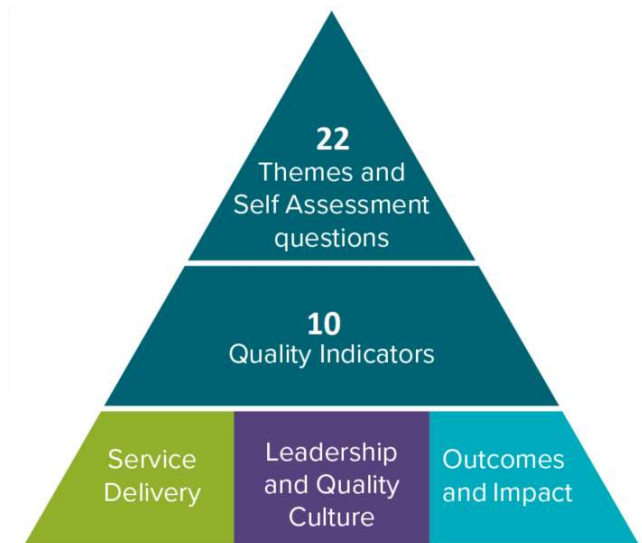 22
Themes and
Self Assessment
questions
10
Quality Indicators
Service
Delivery
Leadership
and Quality
Culture
Outcomes
and Impact